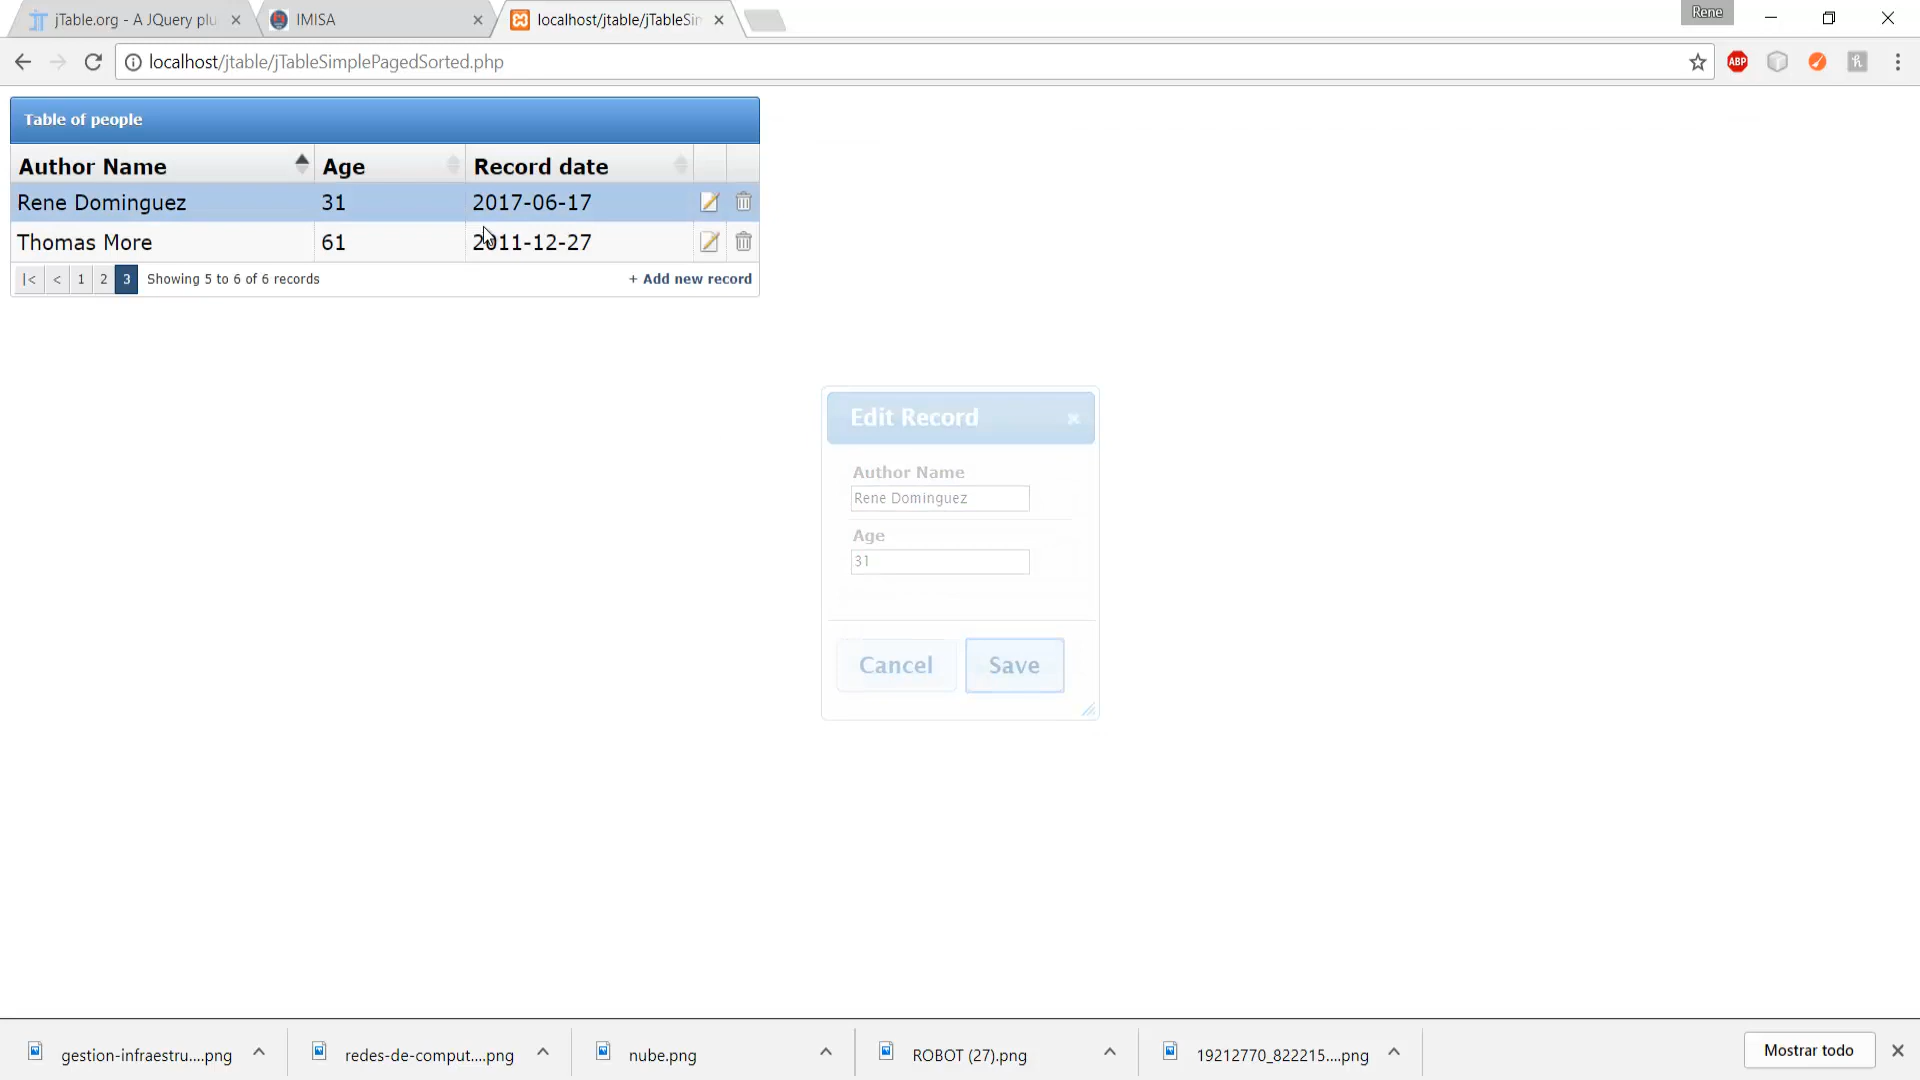 jTable.org - A JQuery plu
IMISA
localhost/jtable/jTableSim
Rene
localhost/jtable/jTableSimplePagedSorted.php
ABP
Table of people
Author Name Age Record date
Rene Dominguez 31 2017-06-17
Thomas More 61 2011-12-27
|< < 1 2 3 Showing 5 to 6 of 6 records + Add new record
Edit Record
Author Name
Rene Dominguez
Age
31
Cancel Save
gestion-infraestru....png redes-de-comput....png nube.png ROBOT (27).png 19212770_822215....png Mostrar todo